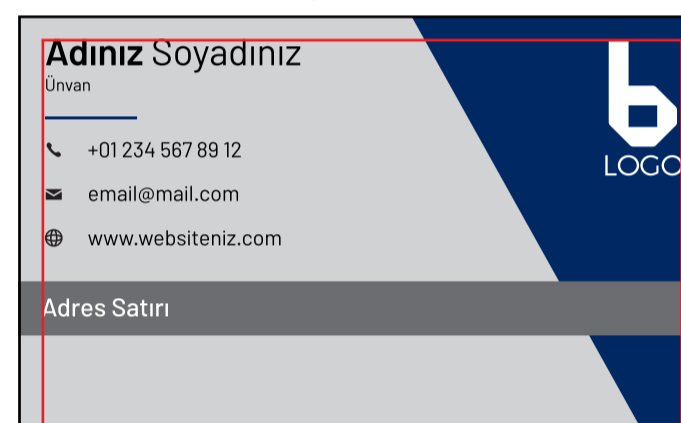 Adınız Soyadınız
Ünvan
+01 234 567 89 12
email@mail.com
www.websiteniz.com
Adres Satırı
LOGO